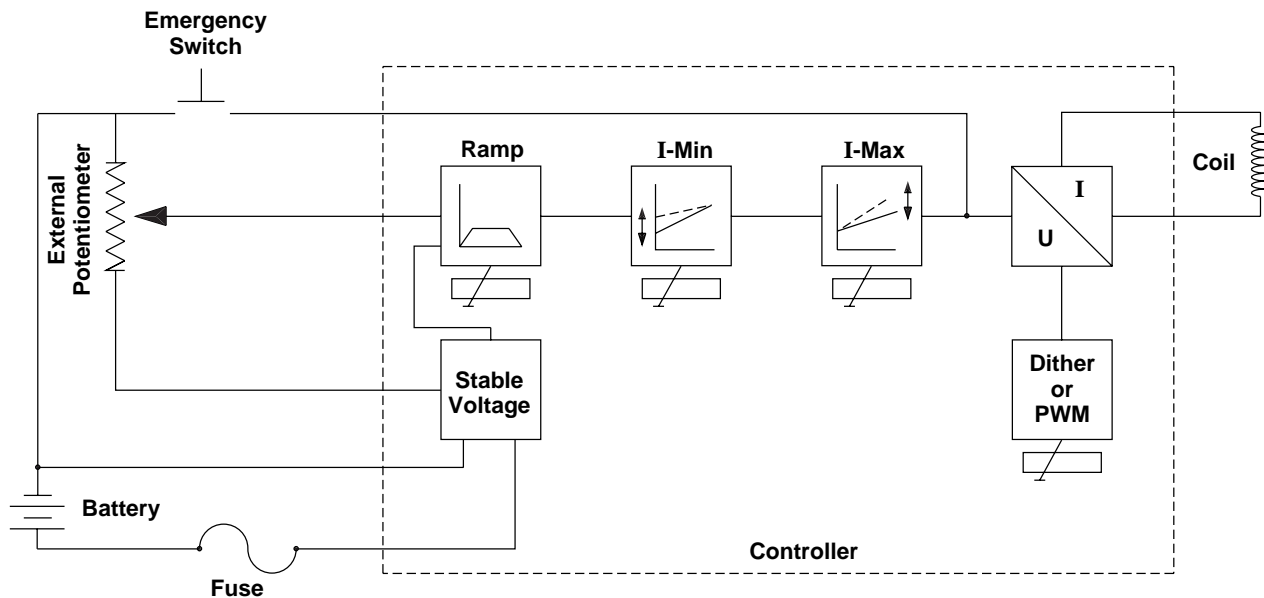 Emergency
Switch
Ramp
I-Min
I-Max
I
U
Coil
External
Potentiometer
Stable
Voltage
Dither
or
PWM
Battery
Fuse
Controller